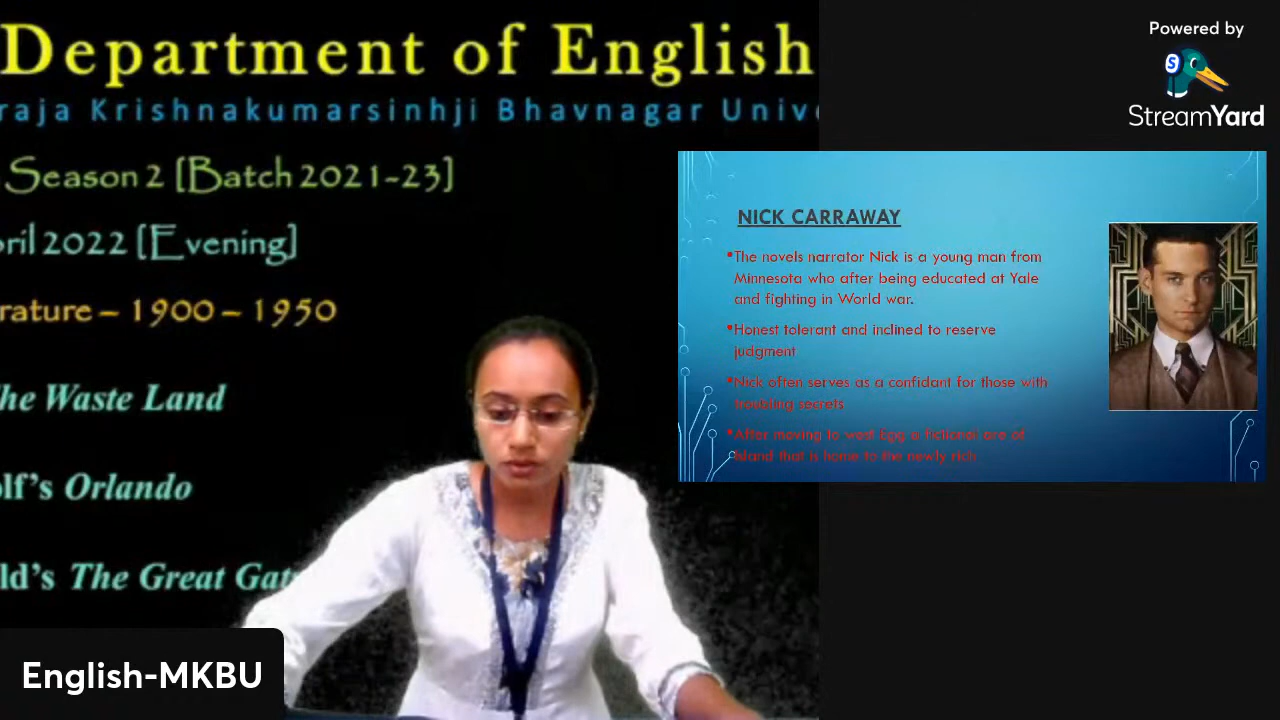 Department of English
raja Krishnakumarsinhji Bhavnagar Unive
Season 2 [Batch 2021-23]
ril 2022 [Evening]
rature – 1900 – 1950
he Waste Land
lf's Orlando
ld's The Great Gat
English-MKBU
Powered by
StreamYard
NICK CARRAWAY
The novels narrator Nick is a young man from
Minnesota who after being educated at Yale
and fighting in World war.
Honest tolerant and inclined to reserve
judgment
Nick often serves as a confidant for those with
troubling secrets
After moving to west Egg a fictional are of
Island that is home to the newly rich